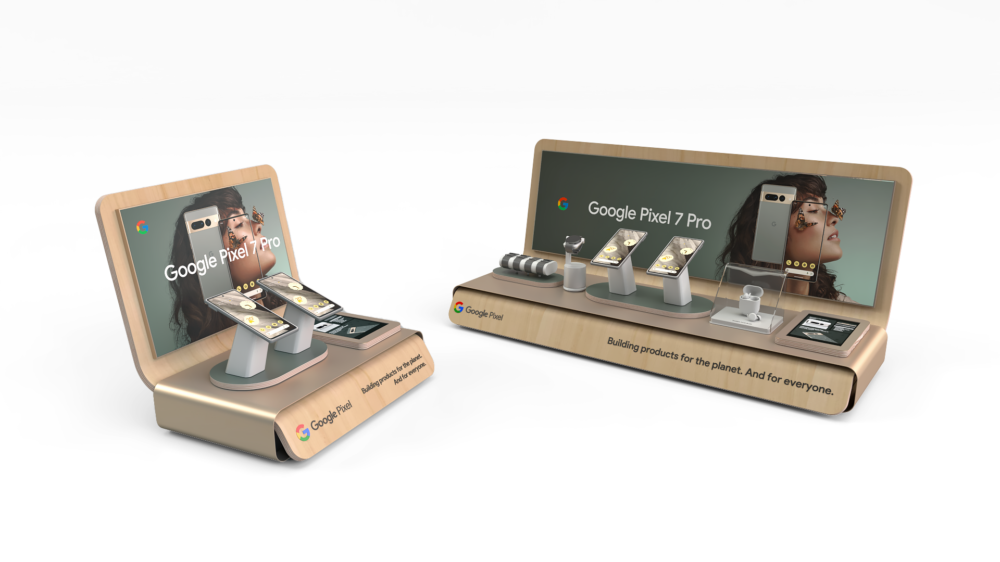 Google Pixel 7 Pro
Building products for the planet.
And for everyone.
Google Pixel
Google Pixel 7 Pro
Google Pixel
Building products for the planet. And for everyone.